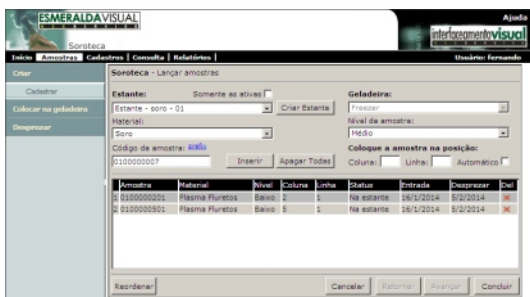 ESMERALDAVISUAL
Soroteca
Ajuda
interfaceamentovisual
Início Amostras Cadastros | Consulta | Relatórios |
Usuário: fernando
Criar
Cadastrar
Colocar na geladeira
Desprezar
Soroteca - Lançar amostras
Estante: Somente as ativas
Geladeira:
Estante - soro - 01 Criar Estante
Freezer
Material:
Nível da amostra:
Soro
Médio
Código da amostra:
Coloque a amostra na posição:
0100000007 Inserir Apagar Todas
Coluna: Linha: Automático
Amostra Material Nível Coluna Linha Status Entrada Desprezar Del
1 0100000201 Plasma Fluretos Baixo 2 1 Na estante 16/1/2014 5/2/2014
2 0100000501 Plasma Fluretos Baixo 5 1 Na estante 16/1/2014 5/2/2014
Reordenar Cancelar Retornar Avançar Concluir